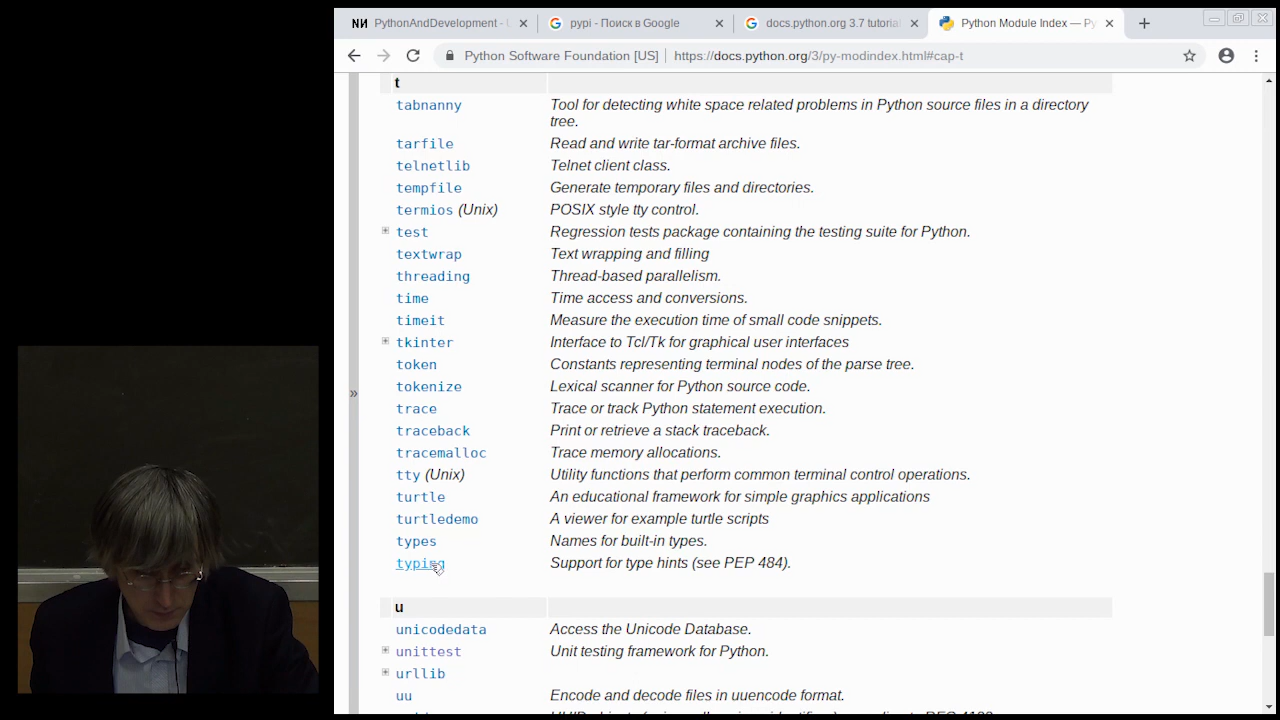 PythonAndDevelopment -
pypi - Поиск в Google
docs.python.org 3.7 tutoria
Python Module Index — Py
Python Software Foundation [US]
https://docs.python.org/3/py-modindex.html#cap-t
t
tabnanny Tool for detecting white space related problems in Python source files in a directory
tree.
tarfile Read and write tar-format archive files.
telnetlib Telnet client class.
tempfile Generate temporary files and directories.
termios (Unix) POSIX style tty control.
test Regression tests package containing the testing suite for Python.
textwrap Text wrapping and filling
threading Thread-based parallelism.
time Time access and conversions.
timeit Measure the execution time of small code snippets.
tkinter Interface to Tcl/Tk for graphical user interfaces
token Constants representing terminal nodes of the parse tree.
tokenize Lexical scanner for Python source code.
trace Trace or track Python statement execution.
traceback Print or retrieve a stack traceback.
tracemalloc Trace memory allocations.
tty (Unix) Utility functions that perform common terminal control operations.
turtle An educational framework for simple graphics applications
turtledemo A viewer for example turtle scripts
types Names for built-in types.
typing Support for type hints (see PEP 484).
u
unicodedata Access the Unicode Database.
unittest Unit testing framework for Python.
urllib
uu Encode and decode files in uuencode format.